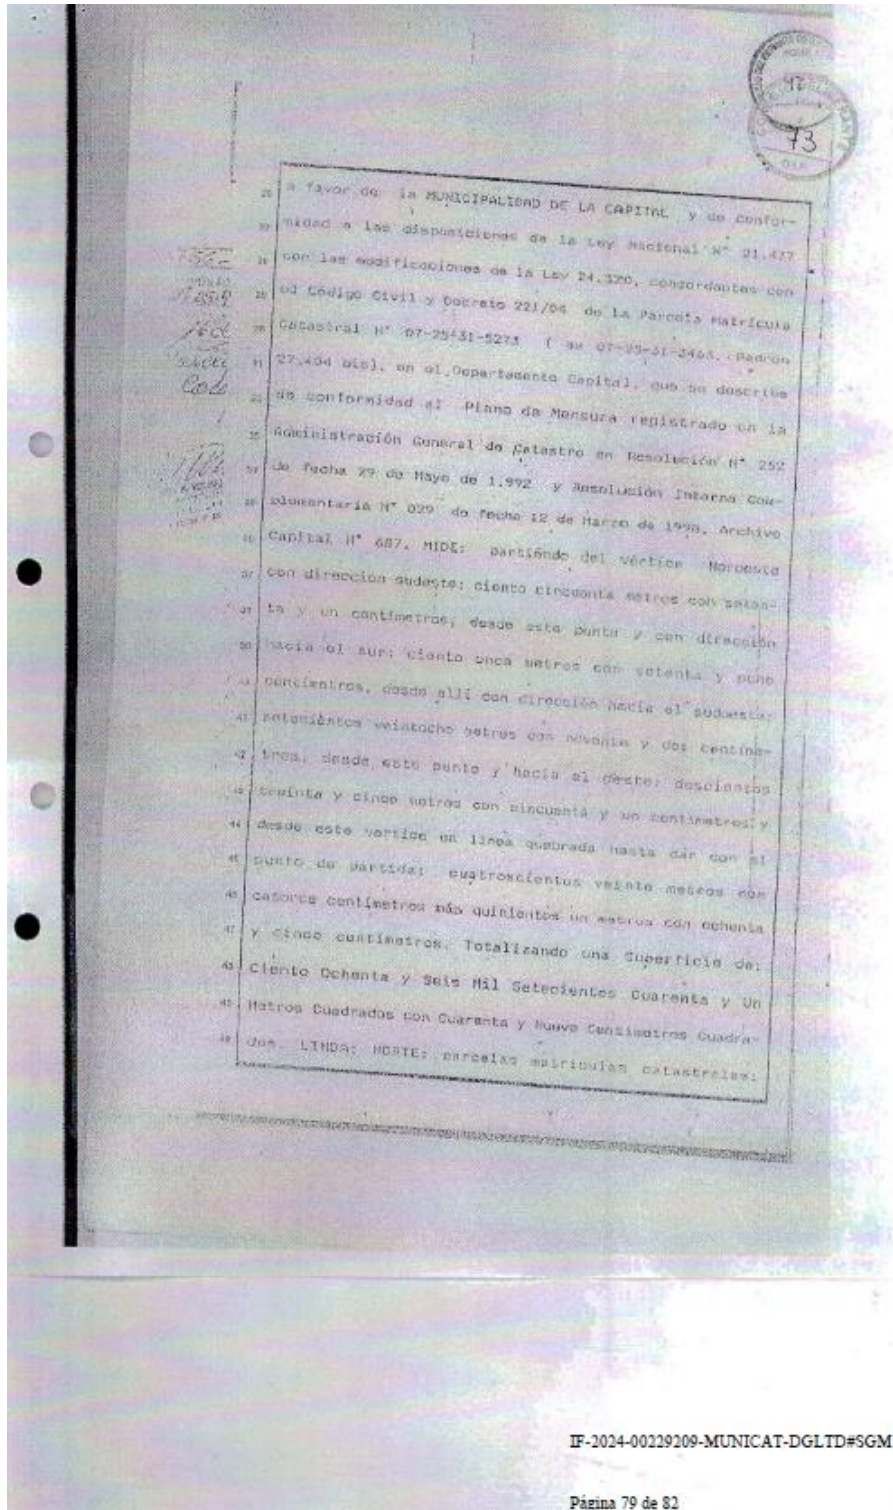 73
a favor de la MUNICIPALIDAD DE LA CAPITAL y de confor-
midad a las disposiciones de la Ley Nacional N° 21.477
con las modificaciones de la Ley 24.320, concordantes con
el Código Civil y Decreto 221/04 de la Parcela Matrícula
Catastral N° 07-25-31-5273 ( ex 07-25-31-2463, Padrón
27.404 bis), en el Departamento Capital, que se describe
de conformidad al Plano de Mensura registrado en la
Administración General de Catastro en Resolución N° 252
de fecha 29 de Mayo de 1.992 y Resolución Interna Com-
plementaria N° 029 de fecha 12 de Marzo de 1998, Archivo
Capital N° 687, MIDE: partiendo del vértice Noroeste
con dirección sudeste: ciento cincuenta metros con seten-
ta y un centímetros, desde este punto y con dirección
hacia el sur: ciento once metros con setenta y ocho
centímetros, desde allí con dirección hacia el sudoeste:
setecientos veintocho metros con noventa y dos centíme-
tros, desde este punto y hacia el oeste: doscientos
treinta y cinco metros con cincuenta y un centímetros y
desde este vértice en línea quebrada hasta dar con el
punto de partida: cuatroscientos veinte metros con
catorce centímetros más quinientos un metros con ochenta
y cinco centímetros. Totalizando una Superficie de:
Ciento Ochenta y Seis Mil Setecientos Cuarenta y Un
Metros Cuadrados con Cuarenta y Nueve Centímetros Cuadra-
dos. LINDA: NORTE: parcelas matrículas catastrales:
IF-2024-00229209-MUNICAT-DGLTD#SGM
Página 79 de 82